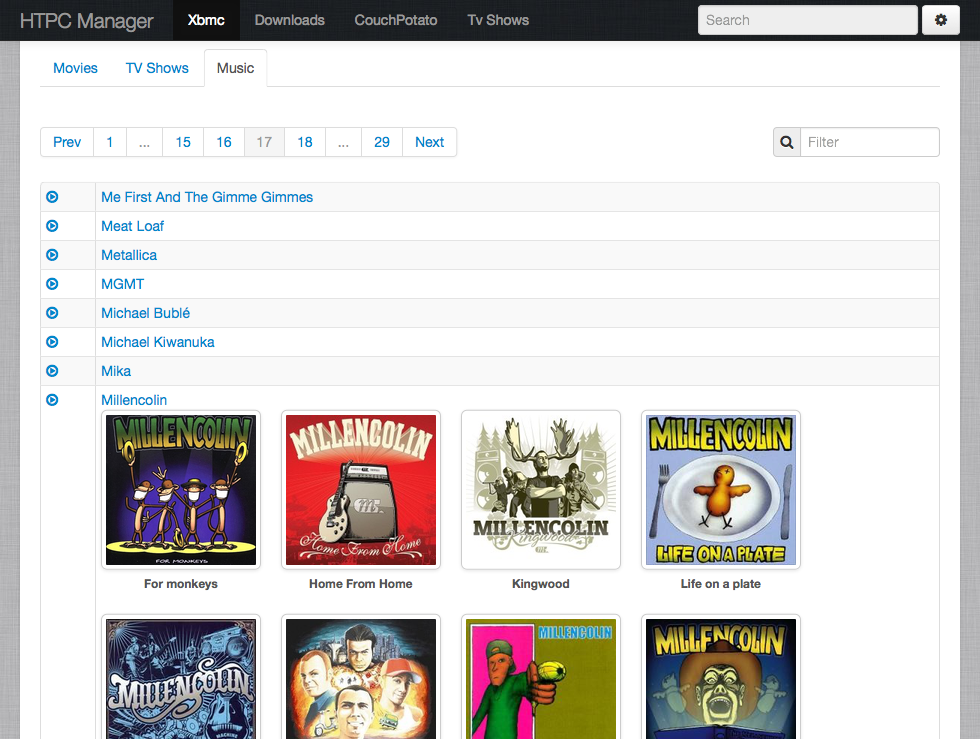 HTPC Manager Xbmc Downloads CouchPotato Tv Shows Search
Movies TV Shows Music
Prev 1 ... 15 16 17 18 ... 29 Next Filter
Me First And The Gimme Gimmes
Meat Loaf
Metallica
MGMT
Michael Bublé
Michael Kiwanuka
Mika
Millencolin
MILLENCOLIN MILLENCOLIN MILLENCOLIN MILLENCOLIN
FOR MONKEYS Home From Home Kingwood LIFE ON A PLATE
For monkeys Home From Home Kingwood Life on a plate
MILLENCOLIN MILLENCOLIN MILLENCOLIN
MACHINE